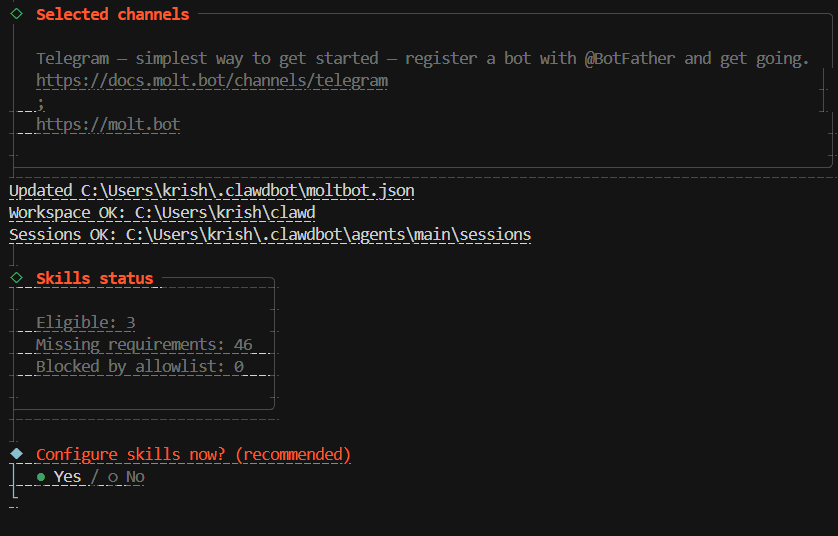 Selected channels
Telegram — simplest way to get started — register a bot with @BotFather and get going.
https://docs.molt.bot/channels/telegram
;
https://molt.bot
Updated C:\Users\krish\.clawdbot\moltbot.json
Workspace OK: C:\Users\krish\clawd
Sessions OK: C:\Users\krish\.clawdbot\agents\main\sessions
Skills status
Eligible: 3
Missing requirements: 46
Blocked by allowlist: 0
Configure skills now? (recommended)
● Yes / ○ No